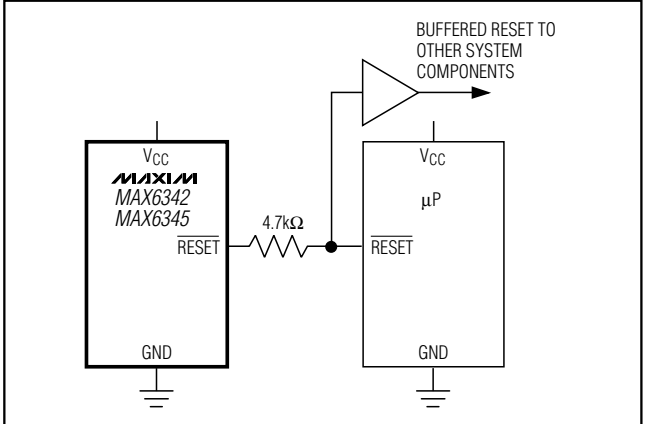 BUFFERED RESET TO
OTHER SYSTEM
COMPONENTS
VCC
MAXIM
MAX6342
MAX6345
RESET
GND
4.7kΩ
VCC
μP
RESET
GND